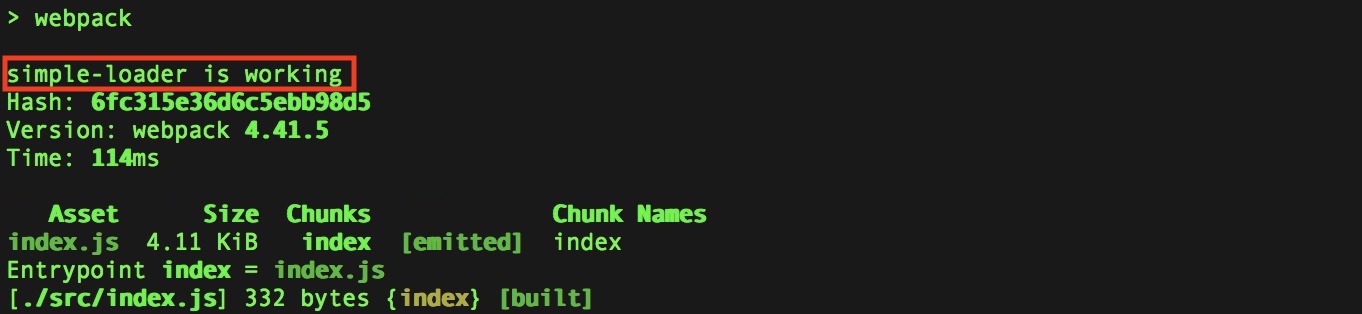 > webpack
simple-loader is working
Hash: 6fc315e36d6c5ebb98d5
Version: webpack 4.41.5
Time: 114ms
Asset Size Chunks Chunk Names
index.js 4.11 KiB index [emitted] index
Entrypoint index = index.js
[./src/index.js] 332 bytes {index} [built]